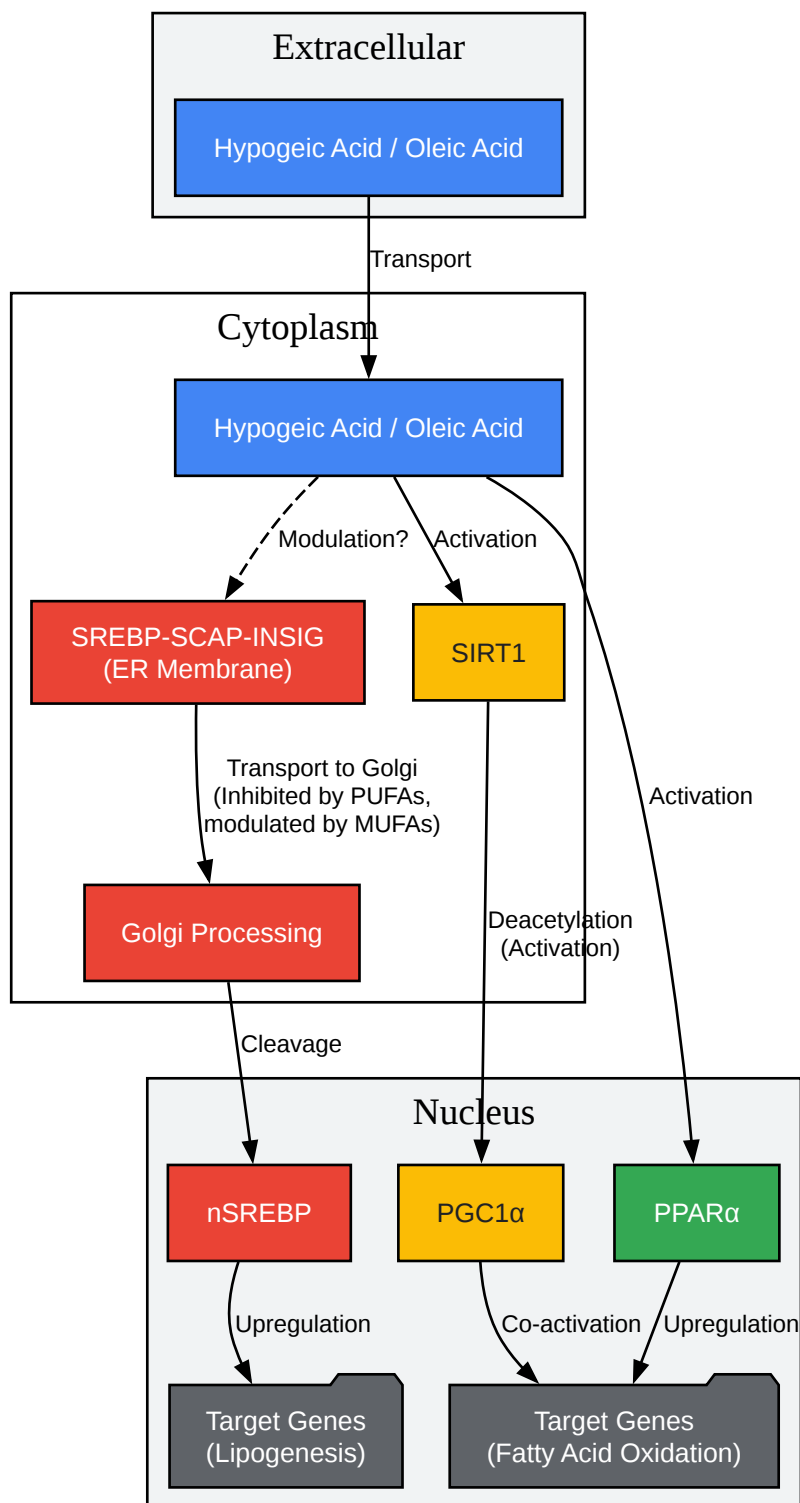 Extracellular
Hypogeic Acid / Oleic Acid
Transport
Cytoplasm
Hypogeic Acid / Oleic Acid
Modulation?
Activation
SREBP-SCAP-INSIG
(ER Membrane)
SIRT1
Transport to Golgi
(Inhibited by PUFAs,
modulated by MUFAs)
Activation
Golgi Processing
Deacetylation
(Activation)
Cleavage
Nucleus
nSREBP
PGC1α
PPARα
Upregulation
Co-activation
Upregulation
Target Genes
(Lipogenesis)
Target Genes
(Fatty Acid Oxidation)